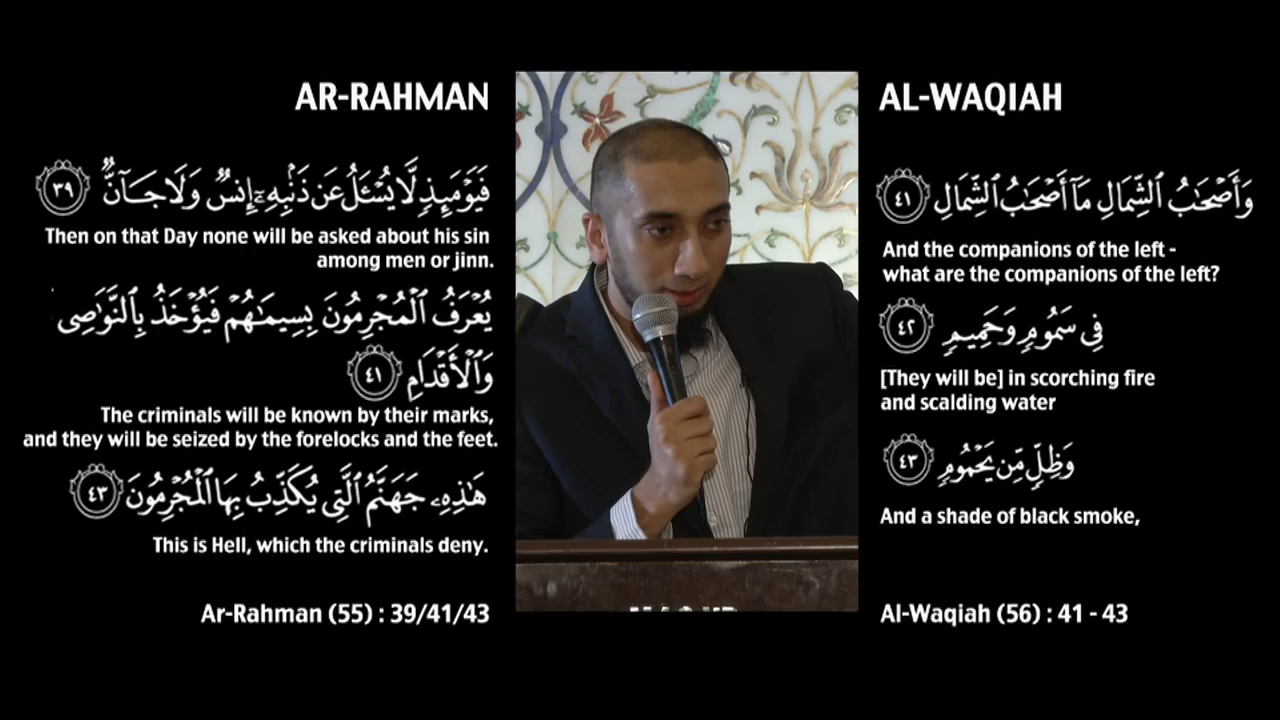 AR-RAHMAN
فَيَوْمَئِذٍ لَّا يُسْـَٔلُ عَن ذَنۢبِهِۦٓ إِنسٌ وَلَا جَآنٌّ ٣٩
Then on that Day none will be asked about his sin
among men or jinn.
يُعْرَفُ ٱلْمُجْرِمُونَ بِسِيمَـٰهُمْ فَيُؤْخَذُ بِٱلنَّوَٰصِى
وَٱلْأَقْدَامِ ٤١
The criminals will be known by their marks,
and they will be seized by the forelocks and the feet.
هَـٰذِهِۦ جَهَنَّمُ ٱلَّتِى يُكَذِّبُ بِهَا ٱلْمُجْرِمُونَ ٤٣
This is Hell, which the criminals deny.
Ar-Rahman (55) : 39/41/43
AL-WAQIAH
وَأَصْحَـٰبُ ٱلشِّمَالِ مَآ أَصْحَـٰبُ ٱلشِّمَالِ ٤١
And the companions of the left -
what are the companions of the left?
فِى سَمُومٍ وَحَمِيمٍ ٤٢
[They will be] in scorching fire
and scalding water
وَظِلٍّ مِّن يَحْمُومٍ ٤٣
And a shade of black smoke,
Al-Waqiah (56) : 41 - 43